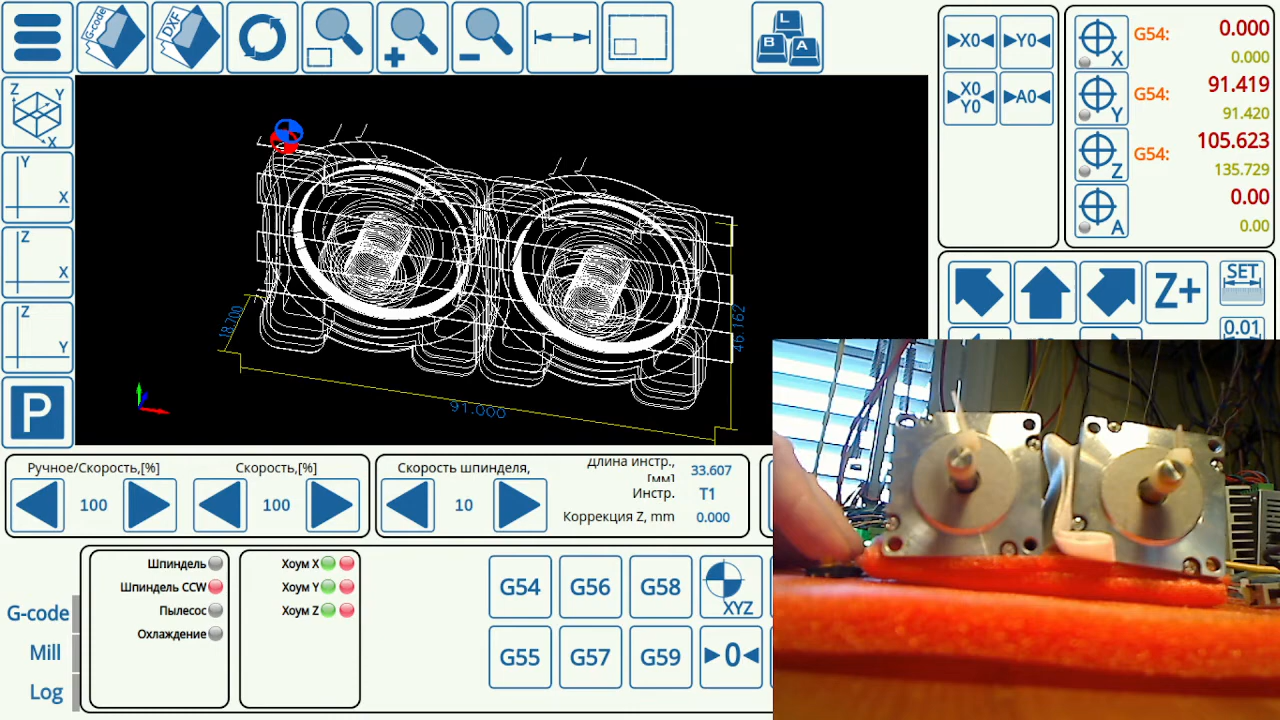 G-code
DXF
L
B A
X0
Y0
X0
Y0
A0
X
G54:
0.000
0.000
Y
G54:
91.419
91.420
Z
G54:
105.623
135.729
A
0.00
0.00
Z Y
X
Y
X
Z
X
Z
Y
P
18.700
91.000
46.162
Z+
SET
0.01
Ручное/Скорость,[%]
100
Скорость,[%]
100
Скорость шпинделя,
10
Длина инстр.,
[мм]
33.607
Инстр.
T1
Коррекция Z, mm
0.000
G-code
Mill
Log
Шпиндель
Шпиндель CCW
Пылесос
Охлаждение
Хоум X
Хоум Y
Хоум Z
G54
G56
G58
XYZ
G55
G57
G59
0